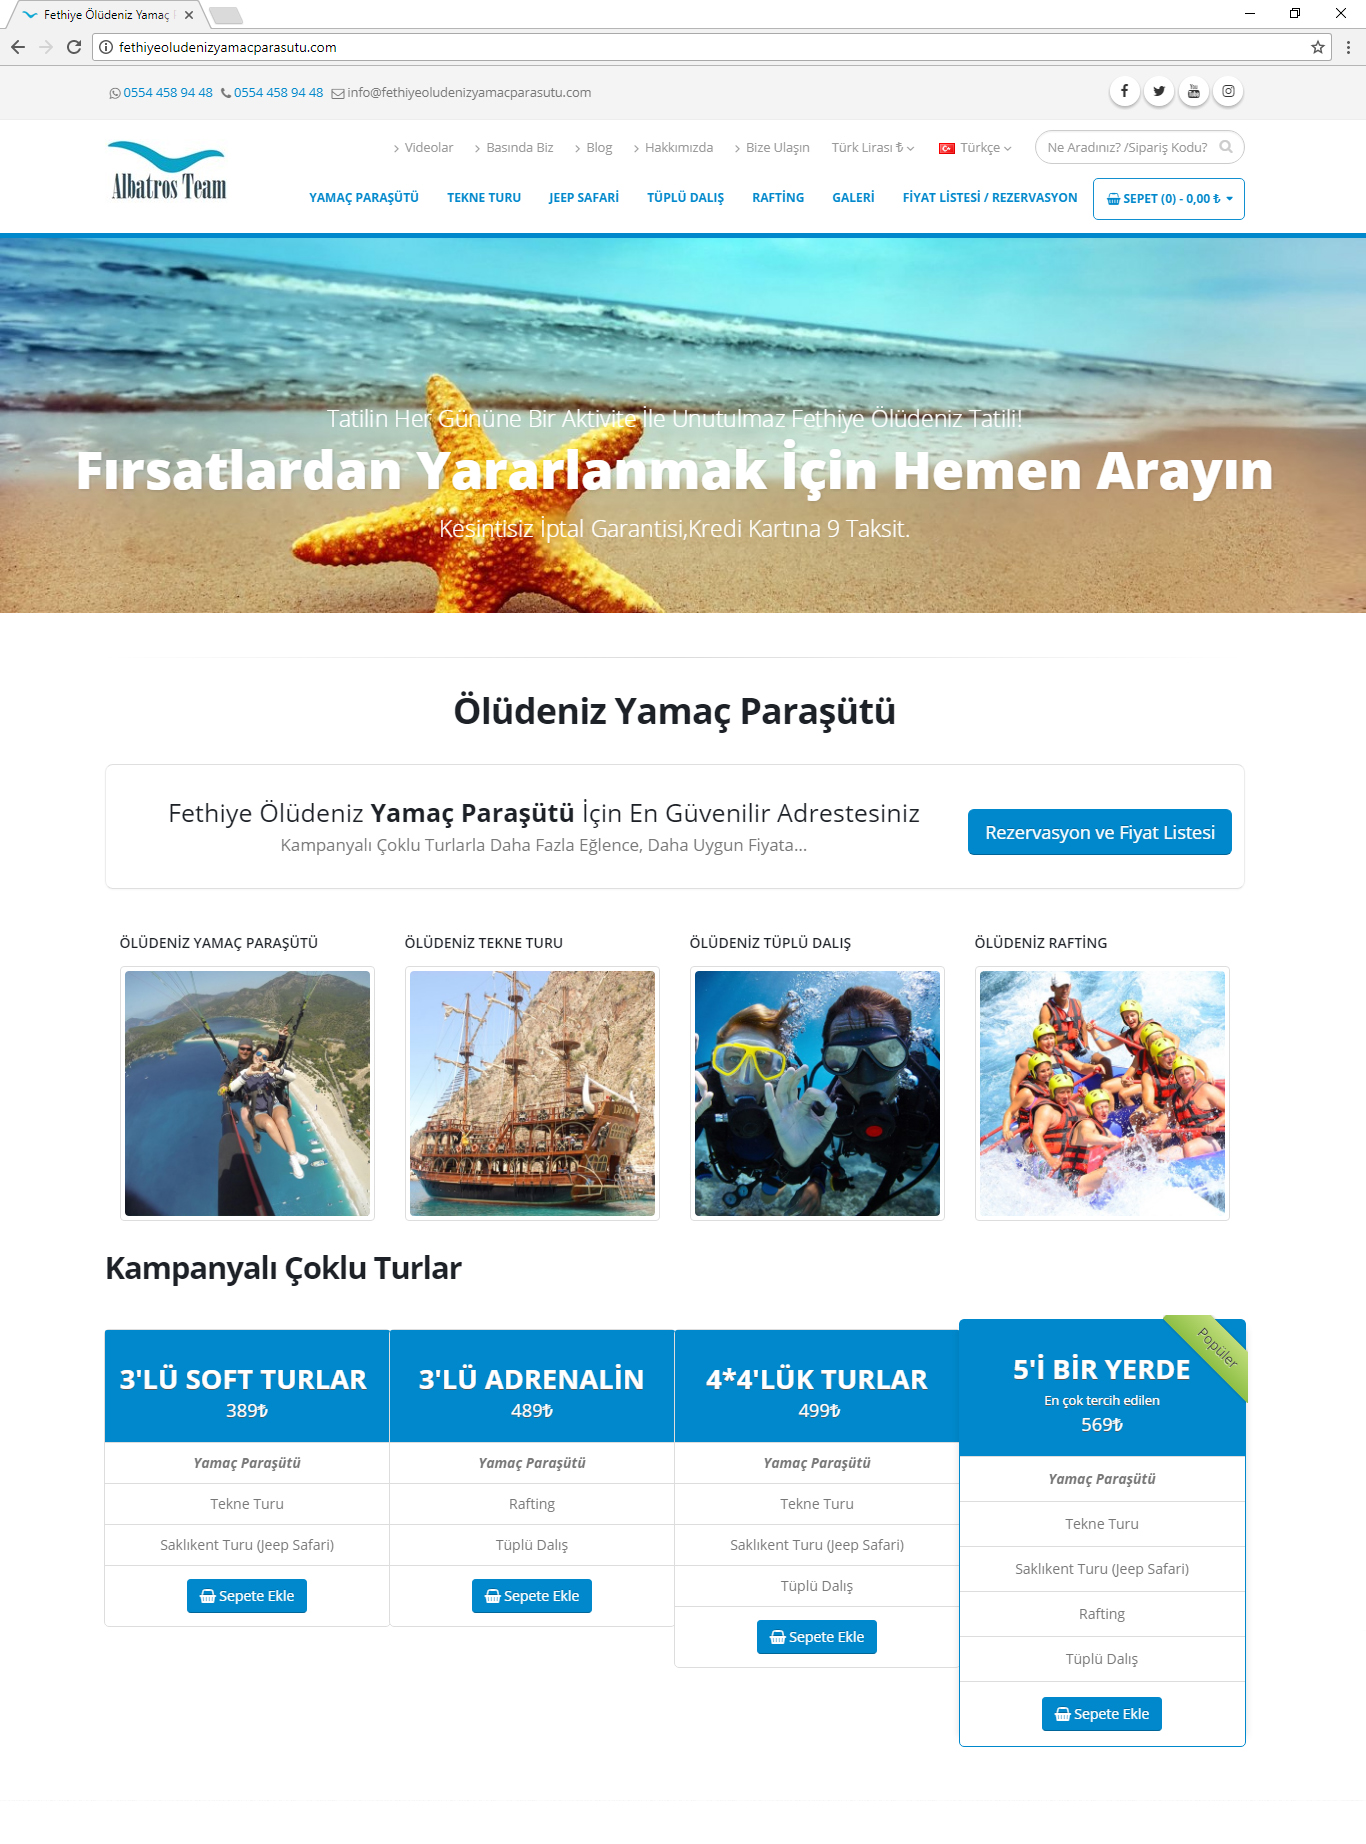 Fethiye Ölüdeniz Yamaç
fethiyeoludenizyamacparasutu.com
0554 458 94 48 0554 458 94 48 info@fethiyeoludenizyamacparasutu.com
Albatros Team
Videolar Basında Biz Blog Hakkımızda Bize Ulaşın Türk Lirası ₺ Türkçe Ne Aradınız? /Sipariş Kodu?
YAMAÇ PARAŞÜTÜ TEKNE TURU JEEP SAFARİ TÜPLÜ DALIŞ RAFTİNG GALERİ FİYAT LİSTESİ / REZERVASYON SEPET (0) - 0,00 ₺
Tatilin Her Gününe Bir Aktivite İle Unutulmaz Fethiye Ölüdeniz Tatili!
Fırsatlardan Yararlanmak İçin Hemen Arayın
Kesintisiz İptal Garantisi,Kredi Kartına 9 Taksit.
Ölüdeniz Yamaç Paraşütü
Fethiye Ölüdeniz Yamaç Paraşütü İçin En Güvenilir Adrestesiniz
Kampanyalı Çoklu Turlarla Daha Fazla Eğlence, Daha Uygun Fiyata...
Rezervasyon ve Fiyat Listesi
ÖLÜDENİZ YAMAÇ PARAŞÜTÜ
ÖLÜDENİZ TEKNE TURU
ÖLÜDENİZ TÜPLÜ DALIŞ
ÖLÜDENİZ RAFTİNG
Kampanyalı Çoklu Turlar
3'LÜ SOFT TURLAR
389₺
Yamaç Paraşütü
Tekne Turu
Saklıkent Turu (Jeep Safari)
Sepete Ekle
3'LÜ ADRENALİN
489₺
Yamaç Paraşütü
Rafting
Tüplü Dalış
Sepete Ekle
4*4'LÜK TURLAR
499₺
Yamaç Paraşütü
Tekne Turu
Saklıkent Turu (Jeep Safari)
Tüplü Dalış
Sepete Ekle
Popüler
5'İ BİR YERDE
En çok tercih edilen
569₺
Yamaç Paraşütü
Tekne Turu
Saklıkent Turu (Jeep Safari)
Rafting
Tüplü Dalış
Sepete Ekle